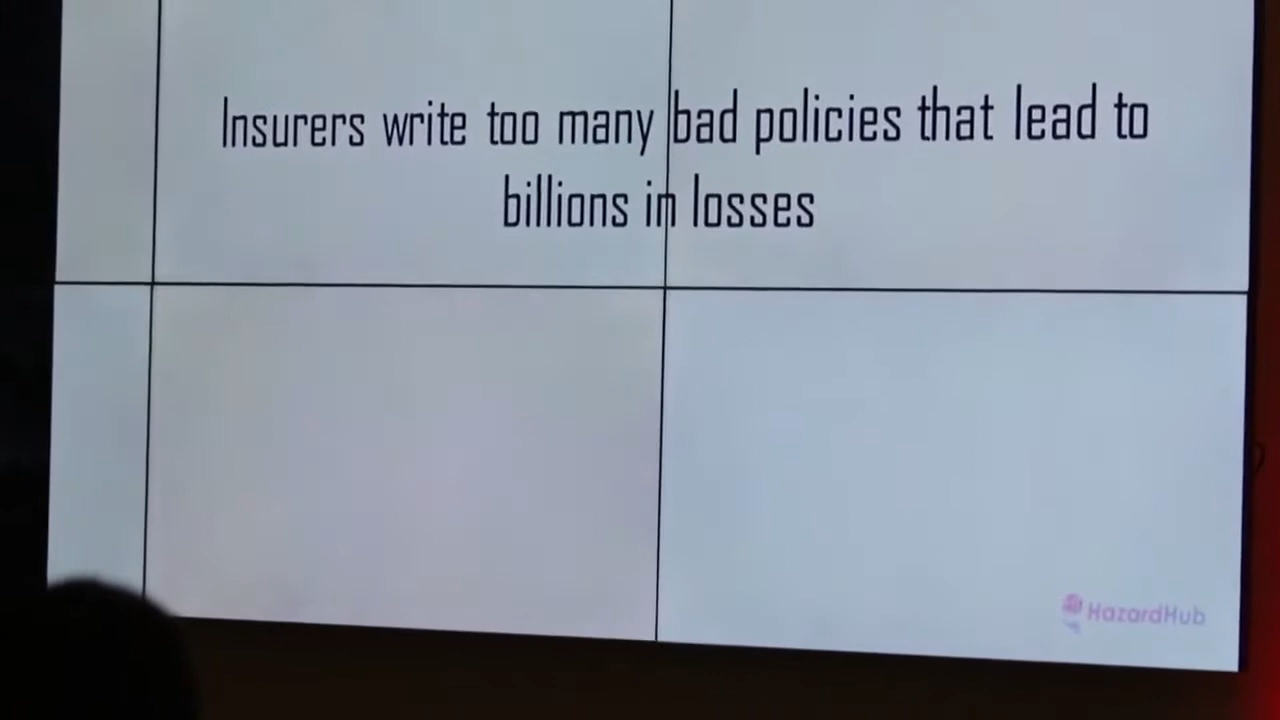 Insurers write too many bad policies that lead to
billions in losses
HazardHub